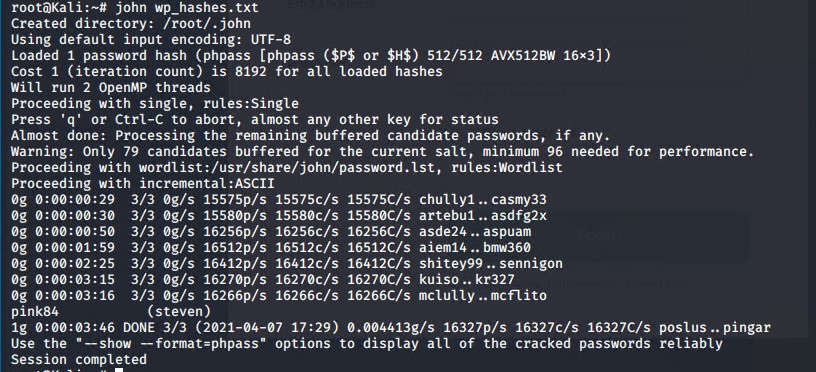 root@Kali:~# john wp_hashes.txt
Created directory: /root/.john
Using default input encoding: UTF-8
Loaded 1 password hash (phpass [phpass ($P$ or $H$) 512/512 AVX512BW 16×3])
Cost 1 (iteration count) is 8192 for all loaded hashes
Will run 2 OpenMP threads
Proceeding with single, rules:Single
Press 'q' or Ctrl-C to abort, almost any other key for status
Almost done: Processing the remaining buffered candidate passwords, if any.
Warning: Only 79 candidates buffered for the current salt, minimum 96 needed for performance.
Proceeding with wordlist:/usr/share/john/password.lst, rules:Wordlist
Proceeding with incremental:ASCII
0g 0:00:00:29  3/3 0g/s 15575p/s 15575c/s 15575C/s chully1..casmy33
0g 0:00:00:30  3/3 0g/s 15580p/s 15580c/s 15580C/s artebu1..asdfg2x
0g 0:00:00:50  3/3 0g/s 16256p/s 16256c/s 16256C/s asde24..aspuam
0g 0:00:01:59  3/3 0g/s 16512p/s 16512c/s 16512C/s aiem14..bmw360
0g 0:00:02:25  3/3 0g/s 16412p/s 16412c/s 16412C/s shitey99..sennigon
0g 0:00:03:15  3/3 0g/s 16270p/s 16270c/s 16270C/s kuiso..kr327
0g 0:00:03:16  3/3 0g/s 16266p/s 16266c/s 16266C/s mclully..mcflito
pink84           (steven)
1g 0:00:03:46 DONE 3/3 (2021-04-07 17:29) 0.004413g/s 16327p/s 16327c/s 16327C/s poslus..pingar
Use the "--show --format=phpass" options to display all of the cracked passwords reliably
Session completed